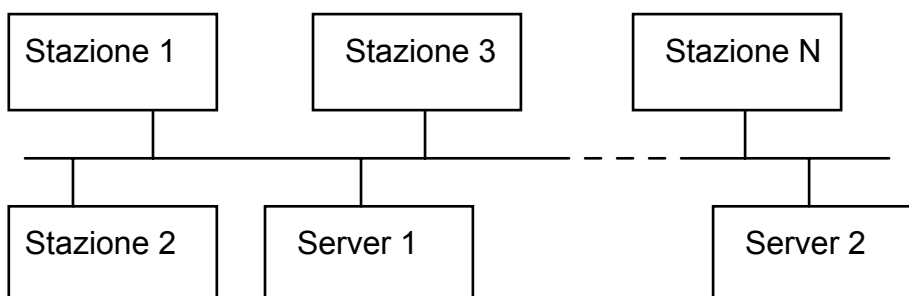 Stazione 1
Stazione 3
Stazione N
Stazione 2
Server 1
Server 2